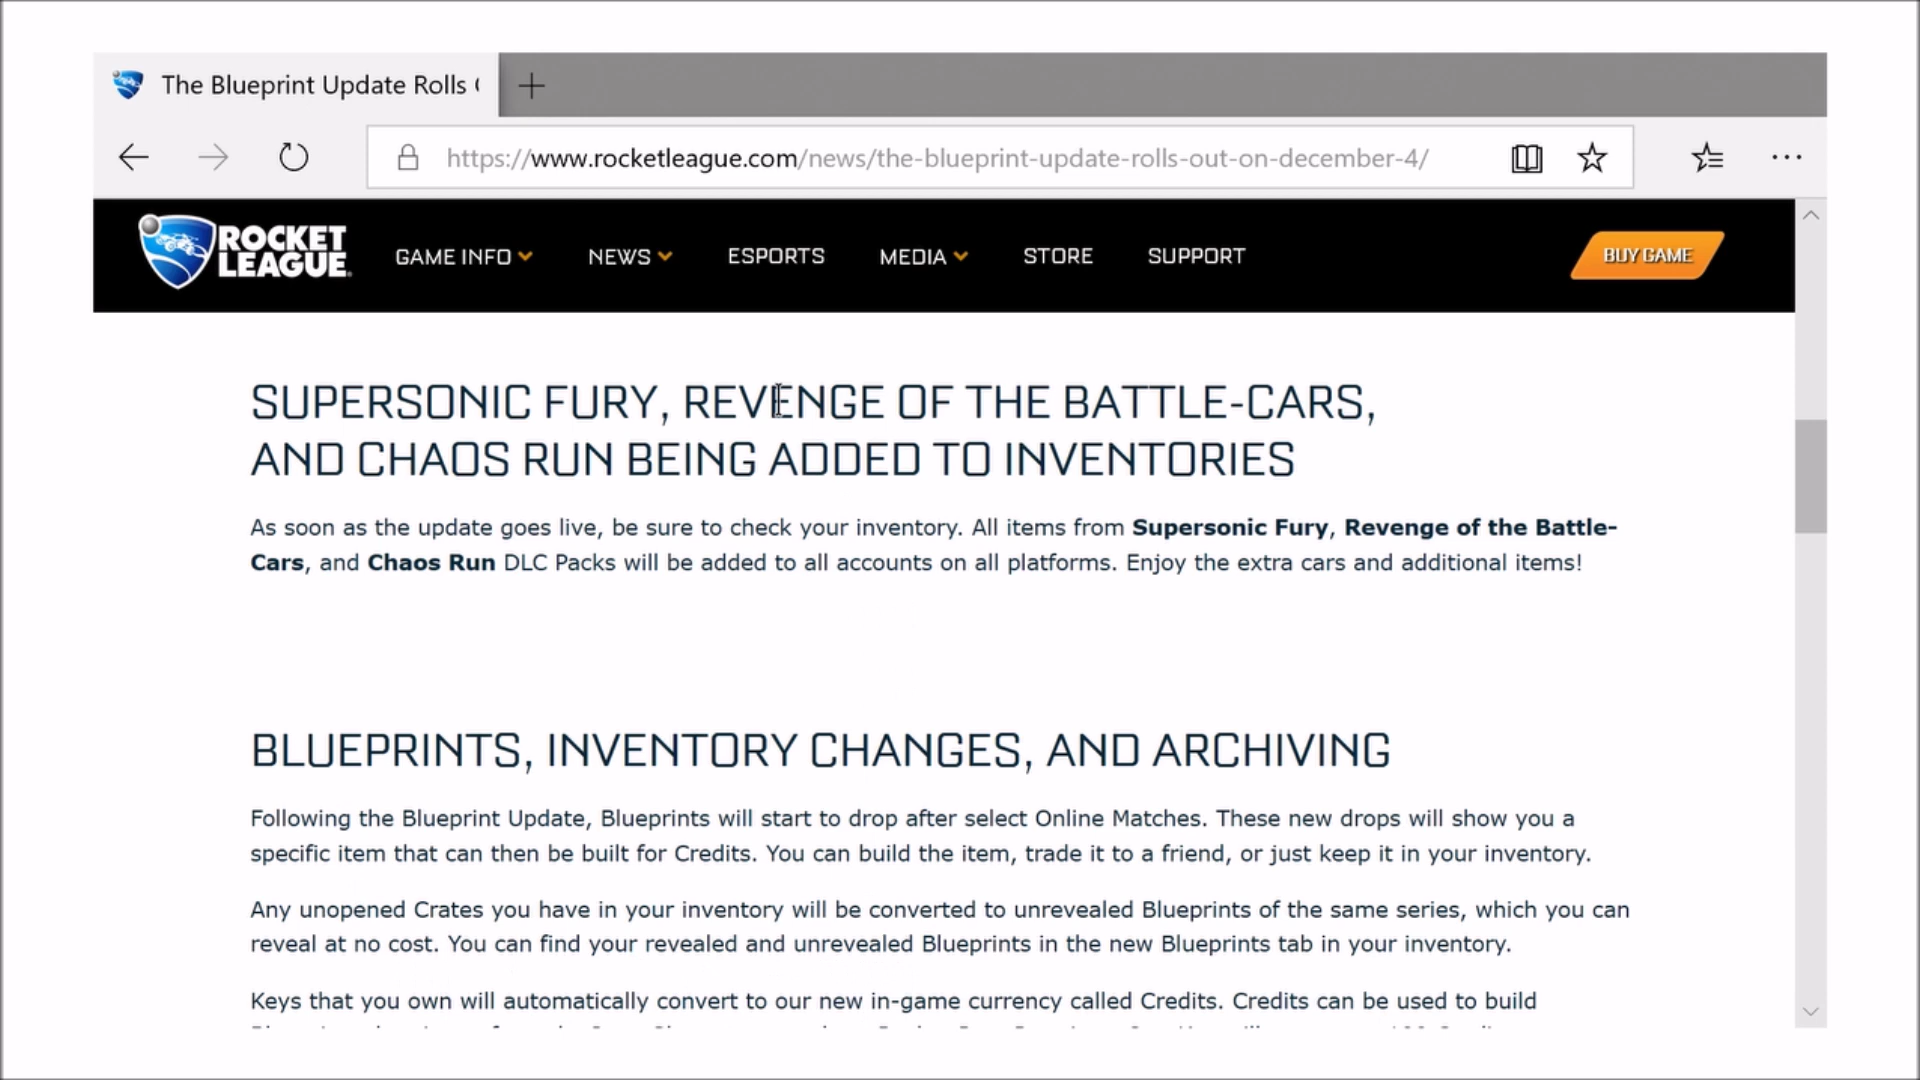 The Blueprint Update Rolls
https://www.rocketleague.com/news/the-blueprint-update-rolls-out-on-december-4/
ROCKET
LEAGUE
GAME INFO
NEWS
ESPORTS
MEDIA
STORE
SUPPORT
BUY GAME
SUPERSONIC FURY, REVENGE OF THE BATTLE-CARS,
AND CHAOS RUN BEING ADDED TO INVENTORIES
As soon as the update goes live, be sure to check your inventory. All items from Supersonic Fury, Revenge of the Battle-
Cars, and Chaos Run DLC Packs will be added to all accounts on all platforms. Enjoy the extra cars and additional items!
BLUEPRINTS, INVENTORY CHANGES, AND ARCHIVING
Following the Blueprint Update, Blueprints will start to drop after select Online Matches. These new drops will show you a
specific item that can then be built for Credits. You can build the item, trade it to a friend, or just keep it in your inventory.
Any unopened Crates you have in your inventory will be converted to unrevealed Blueprints of the same series, which you can
reveal at no cost. You can find your revealed and unrevealed Blueprints in the new Blueprints tab in your inventory.
Keys that you own will automatically convert to our new in-game currency called Credits. Credits can be used to build